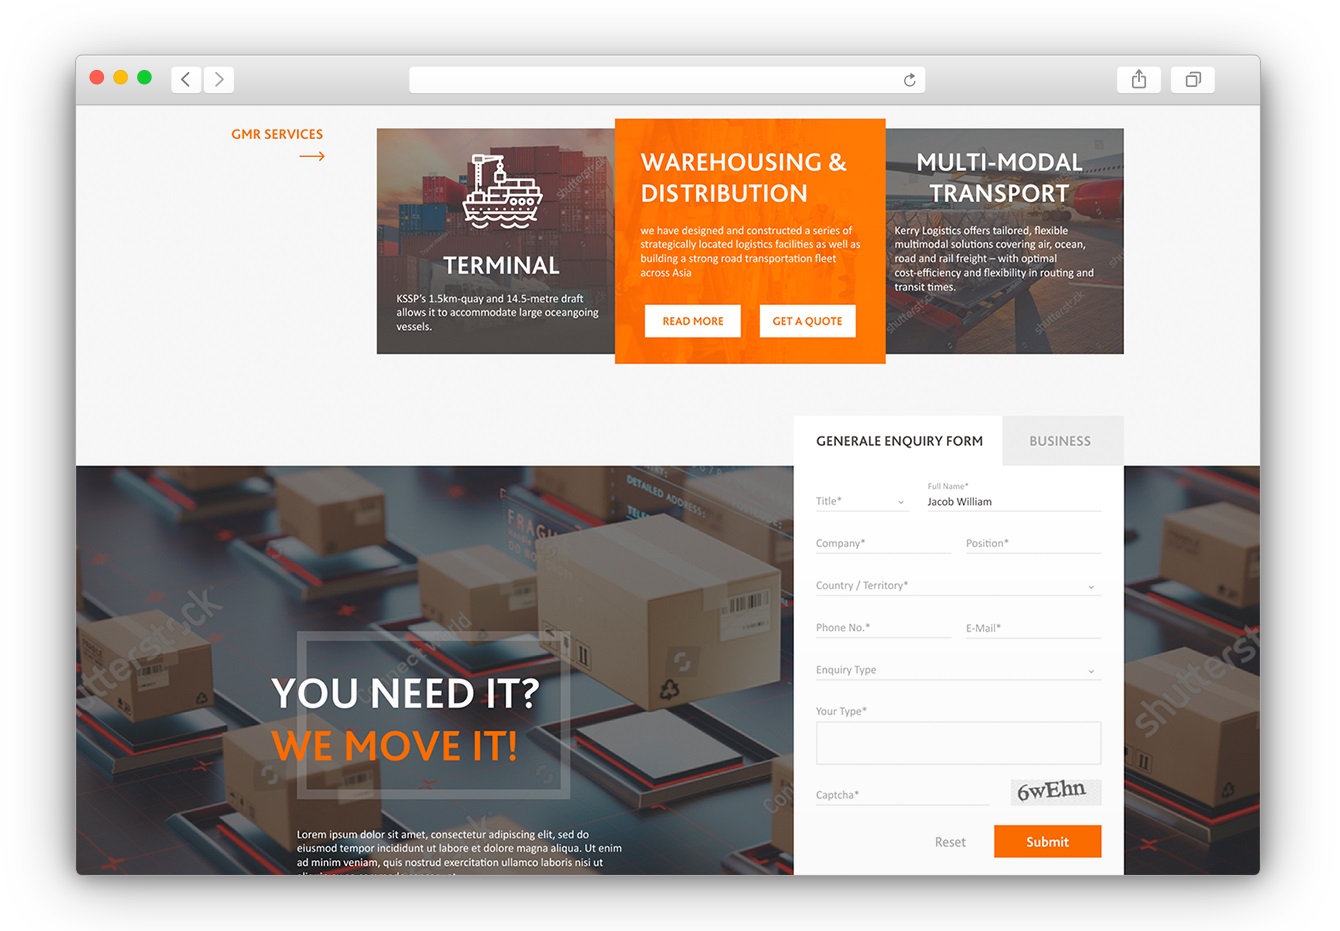 GMR SERVICES
TERMINAL
KSSP's 1.5km-quay and 14.5-metre draft
allows it to accommodate large oceangoing
vessels.
WAREHOUSING &
DISTRIBUTION
we have designed and constructed a series of
strategically located logistics facilities as well as
building a strong road transportation fleet
across Asia
READ MORE
GET A QUOTE
MULTI-MODAL
TRANSPORT
Kerry Logistics offers tailored, flexible
multimodal solutions covering air, ocean,
road and rail freight – with optimal
cost-efficiency and flexibility in routing and
transit times.
shutterstock
shutterstock
shutterstock
GENERALE ENQUIRY FORM
BUSINESS
Title*
Full Name*
Jacob William
Company*
Position*
Country / Territory*
Phone No.*
E-Mail*
Enquiry Type
Your Type*
Captcha*
6wEhn
Reset
Submit
DETAILED ADDRESS:
YOU NEED IT?
WE MOVE IT!
Lorem ipsum dolor sit amet, consectetur adipiscing elit, sed do
eiusmod tempor incididunt ut labore et dolore magna aliqua. Ut enim
ad minim veniam, quis nostrud exercitation ullamco laboris nisi ut